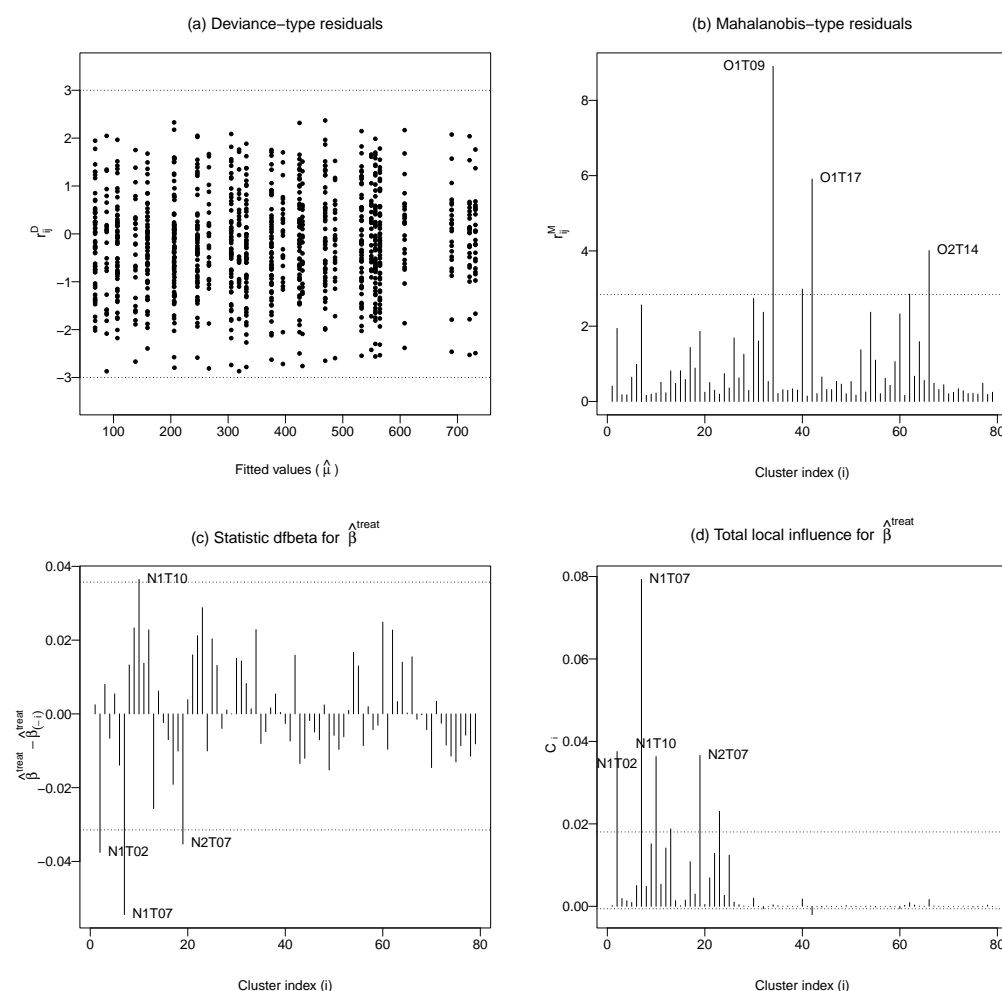 (a) Deviance−type residuals
3
2
1
0
−1
−2
−3
r̂ᴰᵢⱼ
100 200 300 400 500 600 700
Fitted values ( μ̂ )
(b) Mahalanobis−type residuals
O1T09
O1T17
O2T14
8
6
4
2
0
rᴹᵢⱼ
0 20 40 60 80
Cluster index (i)
(c) Statistic dfbeta for β̂ᵗʳᵉᵃᵗ
0.04
0.02
0.00
−0.02
−0.04
β̂ᵗʳᵉᵃᵗ − β̂ᵗʳᵉᵃᵗ₍₋ᵢ₎
N1T10
N2T07
N1T02
N1T07
0 20 40 60 80
Cluster index (i)
(d) Total local influence for β̂ᵗʳᵉᵃᵗ
0.08
0.06
0.04
0.02
0.00
C ᵢ
N1T07
N1T10
N1T02
N2T07
0 20 40 60 80
Cluster index (i)